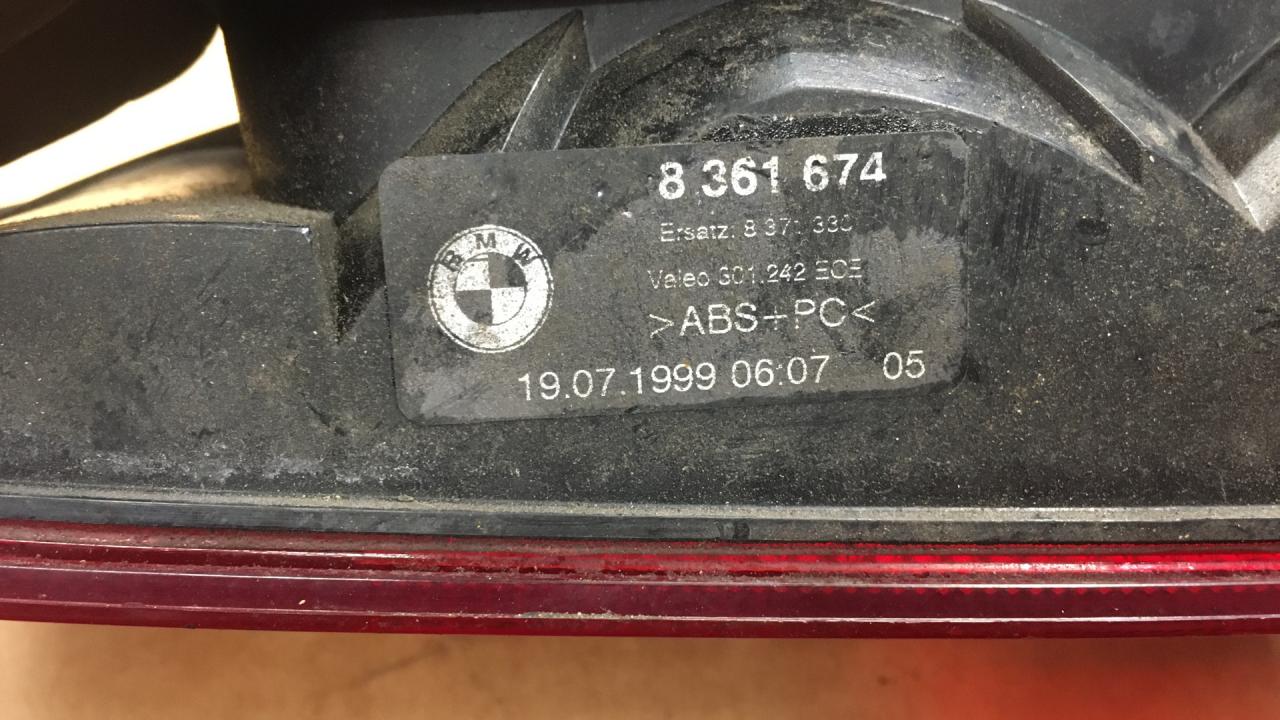 8 361 674
Ersatz: 8 371 330
BMW
Valeo 301.242 ECE
>ABS+PC<
19.07.1999 06:07 05